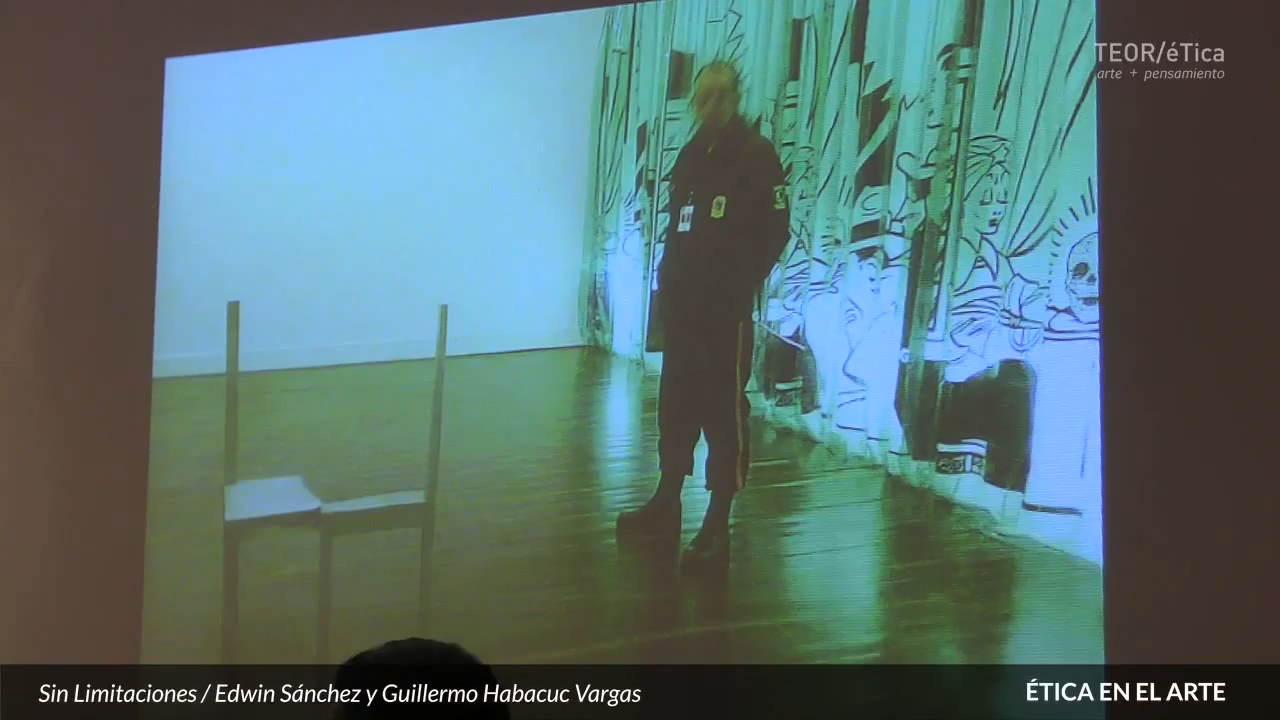 TEOR/éTica
arte + pensamiento
Sin Limitaciones / Edwin Sánchez y Guillermo Habacuc Vargas
ÉTICA EN EL ARTE